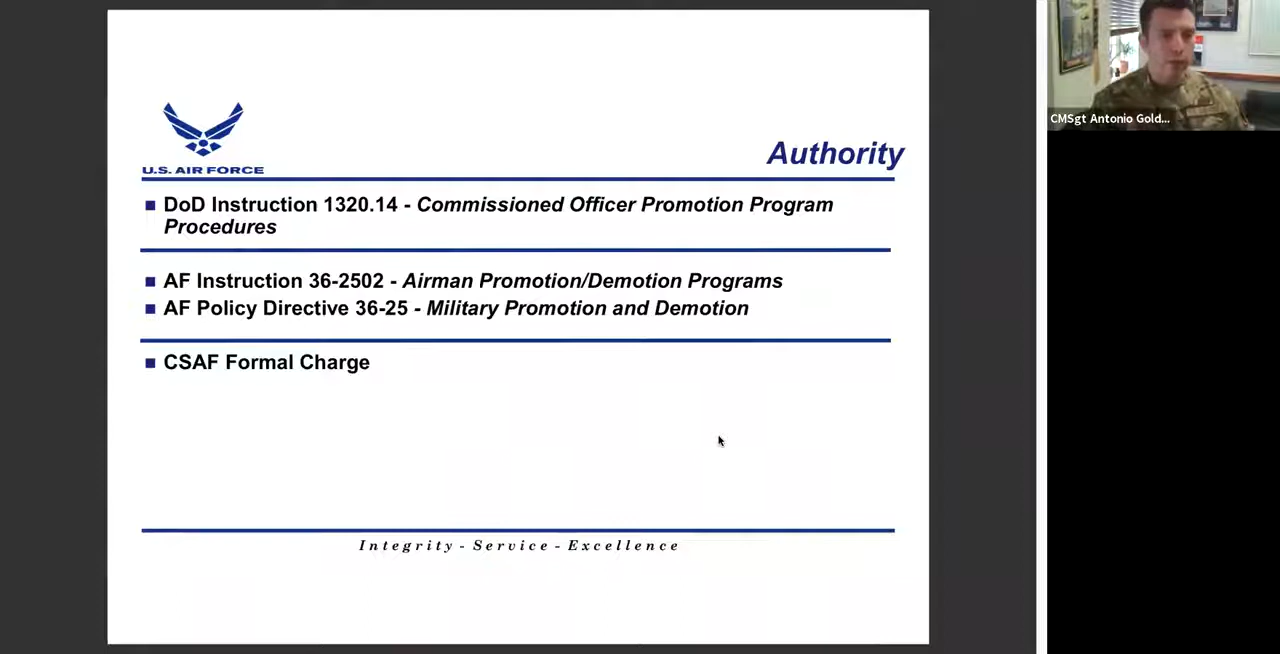 U.S. AIR FORCE
Authority
DoD Instruction 1320.14 - Commissioned Officer Promotion Program
Procedures
AF Instruction 36-2502 - Airman Promotion/Demotion Programs
AF Policy Directive 36-25 - Military Promotion and Demotion
CSAF Formal Charge
Integrity - Service - Excellence
CMSgt Antonio Gold...